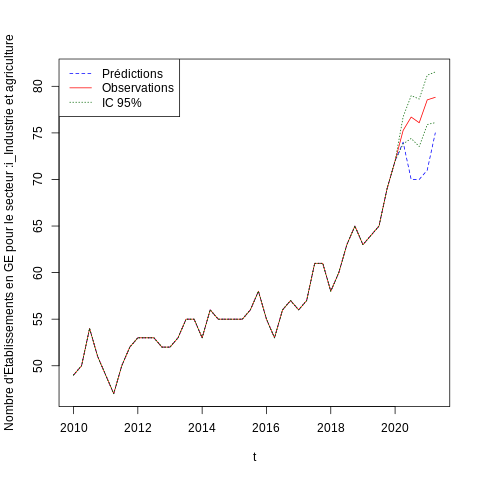 Nombre d'Etablissements en GE pour le secteur :i_Industrie et agriculture
Prédictions
Observations
IC 95%
80
75
70
65
60
55
50
2010 2012 2014 2016 2018 2020
t